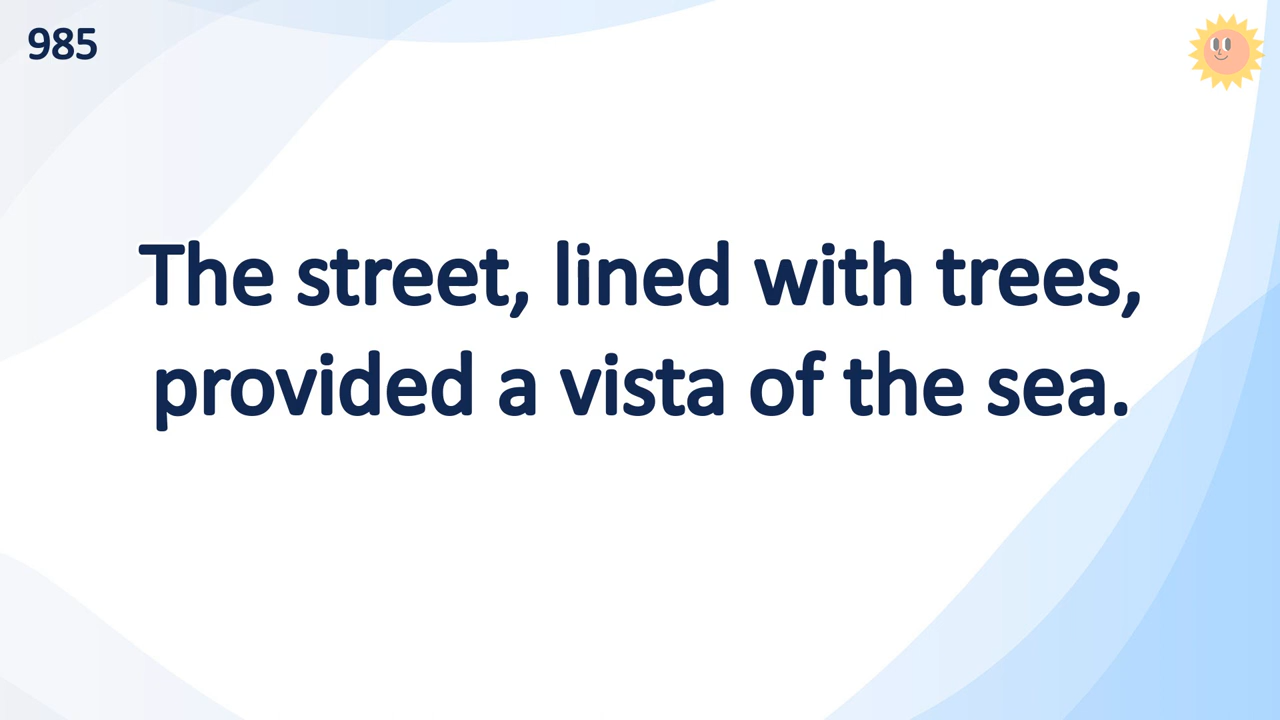 985
The street, lined with trees,
provided a vista of the sea.